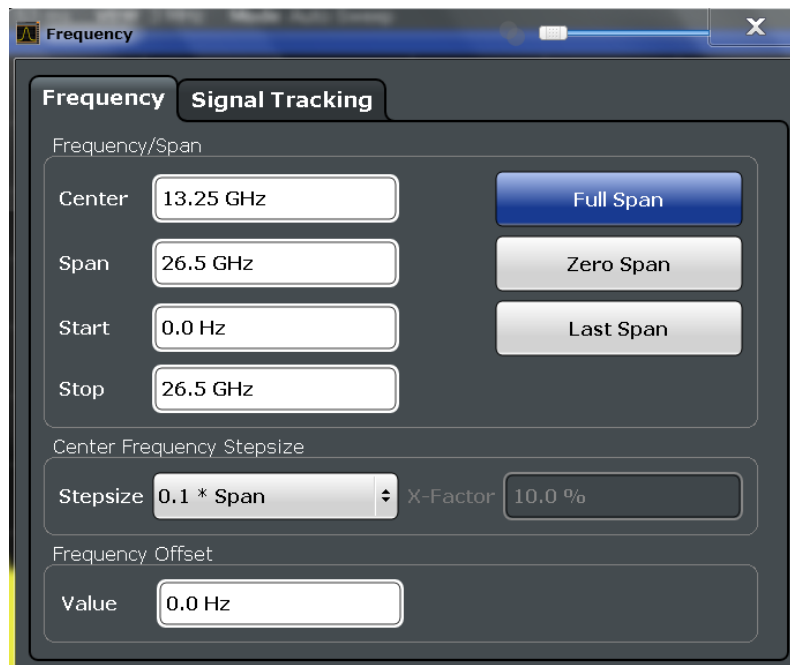 Frequency
X
Frequency
Signal Tracking
Frequency/Span
Center 13.25 GHz Full Span
Span 26.5 GHz Zero Span
Start 0.0 Hz Last Span
Stop 26.5 GHz
Center Frequency Stepsize
Stepsize 0.1 * Span X-Factor 10.0 %
Frequency Offset
Value 0.0 Hz